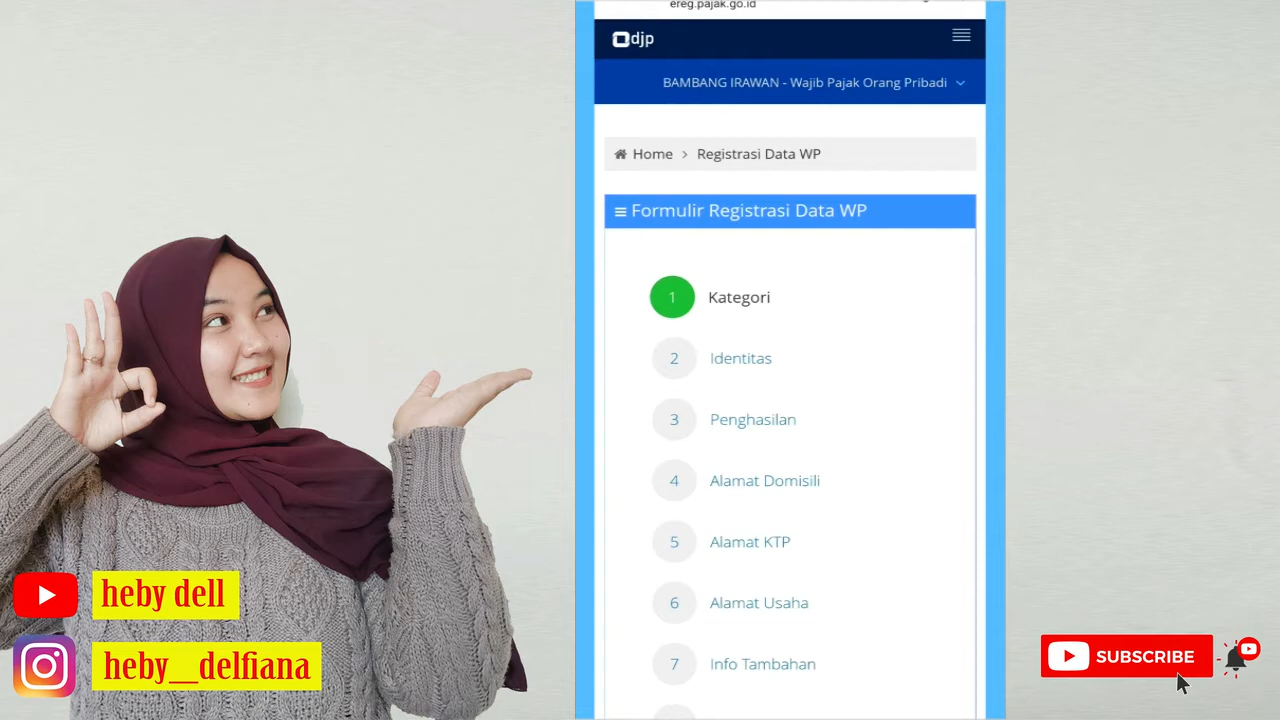 ereg.pajak.go.id
djp
BAMBANG IRAWAN - Wajib Pajak Orang Pribadi
Home > Registrasi Data WP
Formulir Registrasi Data WP
1 Kategori
2 Identitas
3 Penghasilan
4 Alamat Domisili
5 Alamat KTP
6 Alamat Usaha
7 Info Tambahan
heby dell
heby__delfiana
SUBSCRIBE